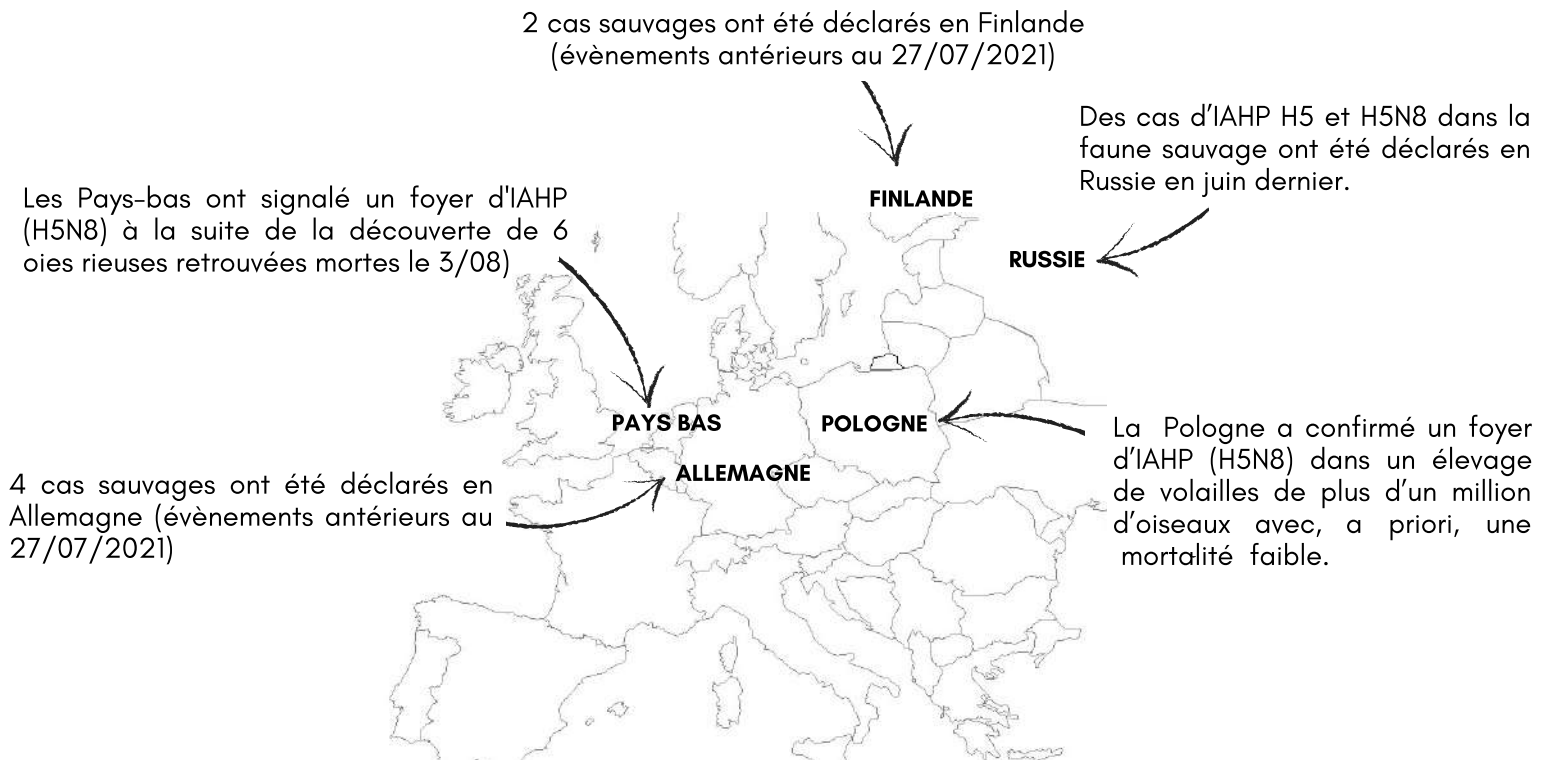 2 cas sauvages ont été déclarés en Finlande
(évènements antérieurs au 27/07/2021)
Des cas d’IAHP H5 et H5N8 dans la
faune sauvage ont été déclarés en
Russie en juin dernier.
Les Pays-bas ont signalé un foyer d'IAHP
(H5N8) à la suite de la découverte de 6
oies rieuses retrouvées mortes le 3/08)
FINLANDE
RUSSIE
PAYS BAS
POLOGNE
ALLEMAGNE
La Pologne a confirmé un foyer
d’IAHP (H5N8) dans un élevage
de volailles de plus d’un million
d’oiseaux avec, a priori, une
mortalité faible.
4 cas sauvages ont été déclarés en
Allemagne (évènements antérieurs au
27/07/2021)